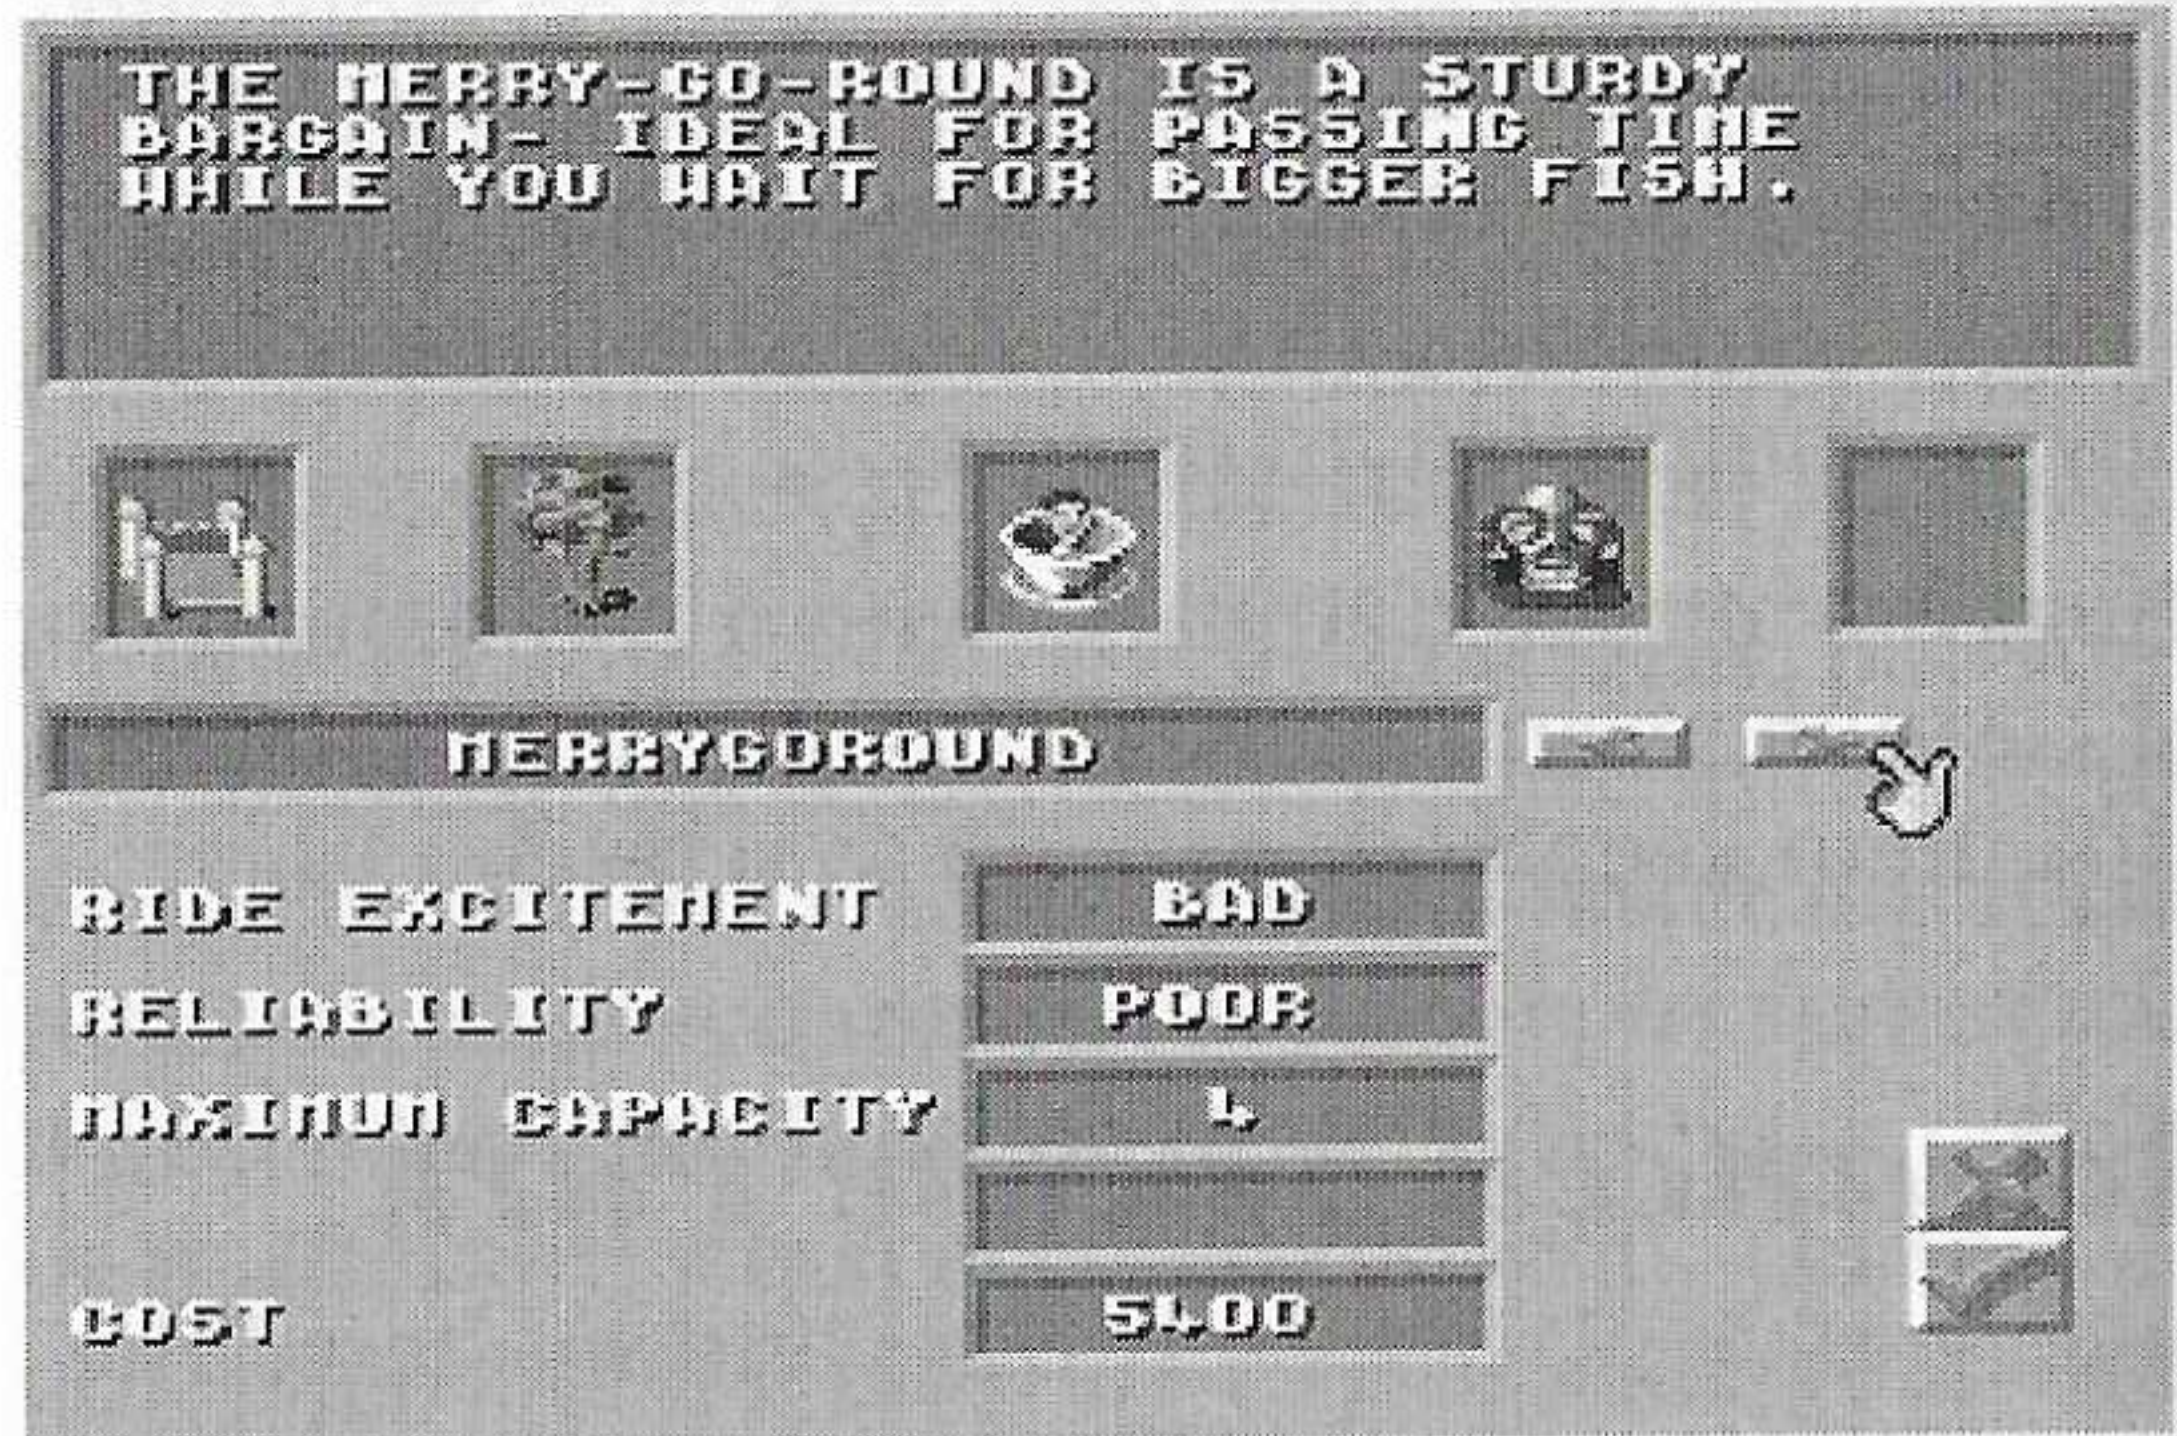 THE MERRY-GO-ROUND IS A STURDY
BARGAIN- IDEAL FOR PASSING TIME
WHILE YOU WAIT FOR BIGGER FISH.
MERRYGOROUND
RIDE EXCITEMENT BAD
RELIABILITY POOR
MAXIMUM CAPACITY 4
COST 5400